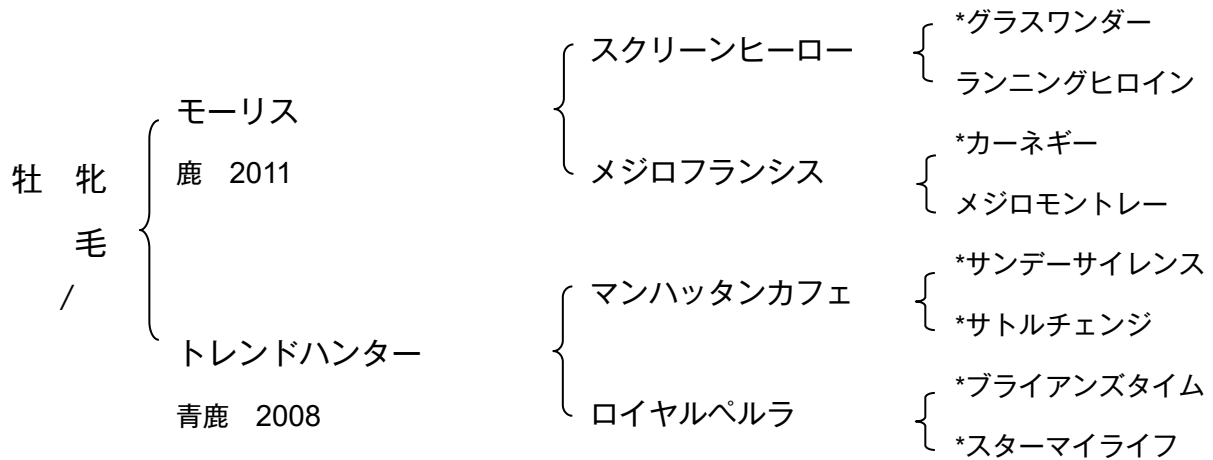 *グラスワンダー
スクリーンヒーロー
ランニングヒロイン
モーリス
鹿 2011
*カーネギー
メジロフランシス
メジロモントレー
牡 牝
毛
/
*サンデーサイレンス
マンハッタンカフェ
*サトルチェンジ
トレンドハンター
青鹿 2008
*ブライアンズタイム
ロイヤルペルラ
*スターマイライフ